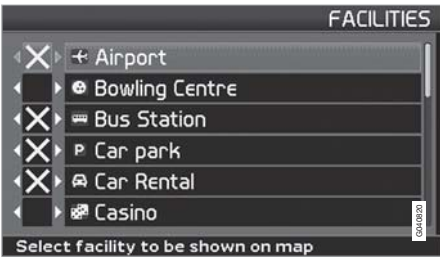 FACILITIES
Airport
Bowling Centre
Bus Station
P Car park
Car Rental
Casino
G040820
Select facility to be shown on map